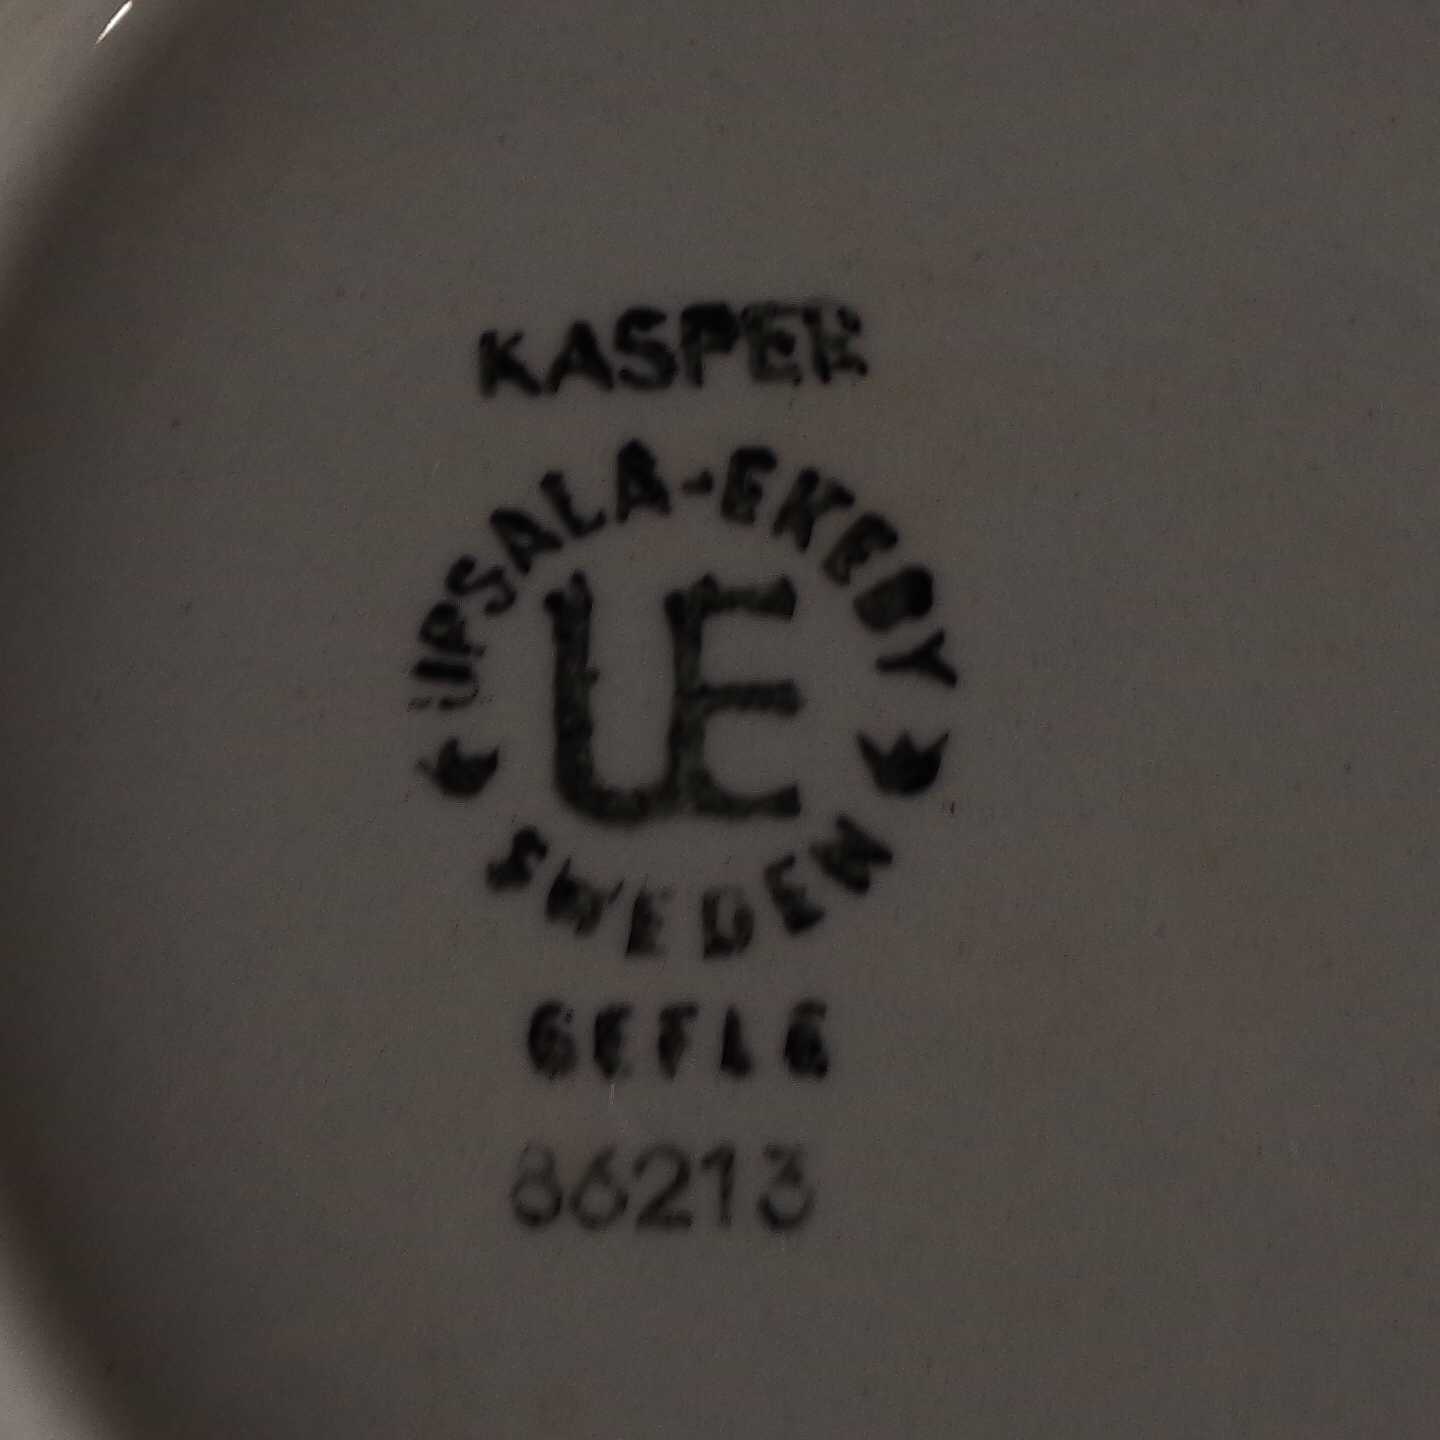 KASPER
UPSALA-EKEBY
UE
SWEDEN
GEFLE
86213